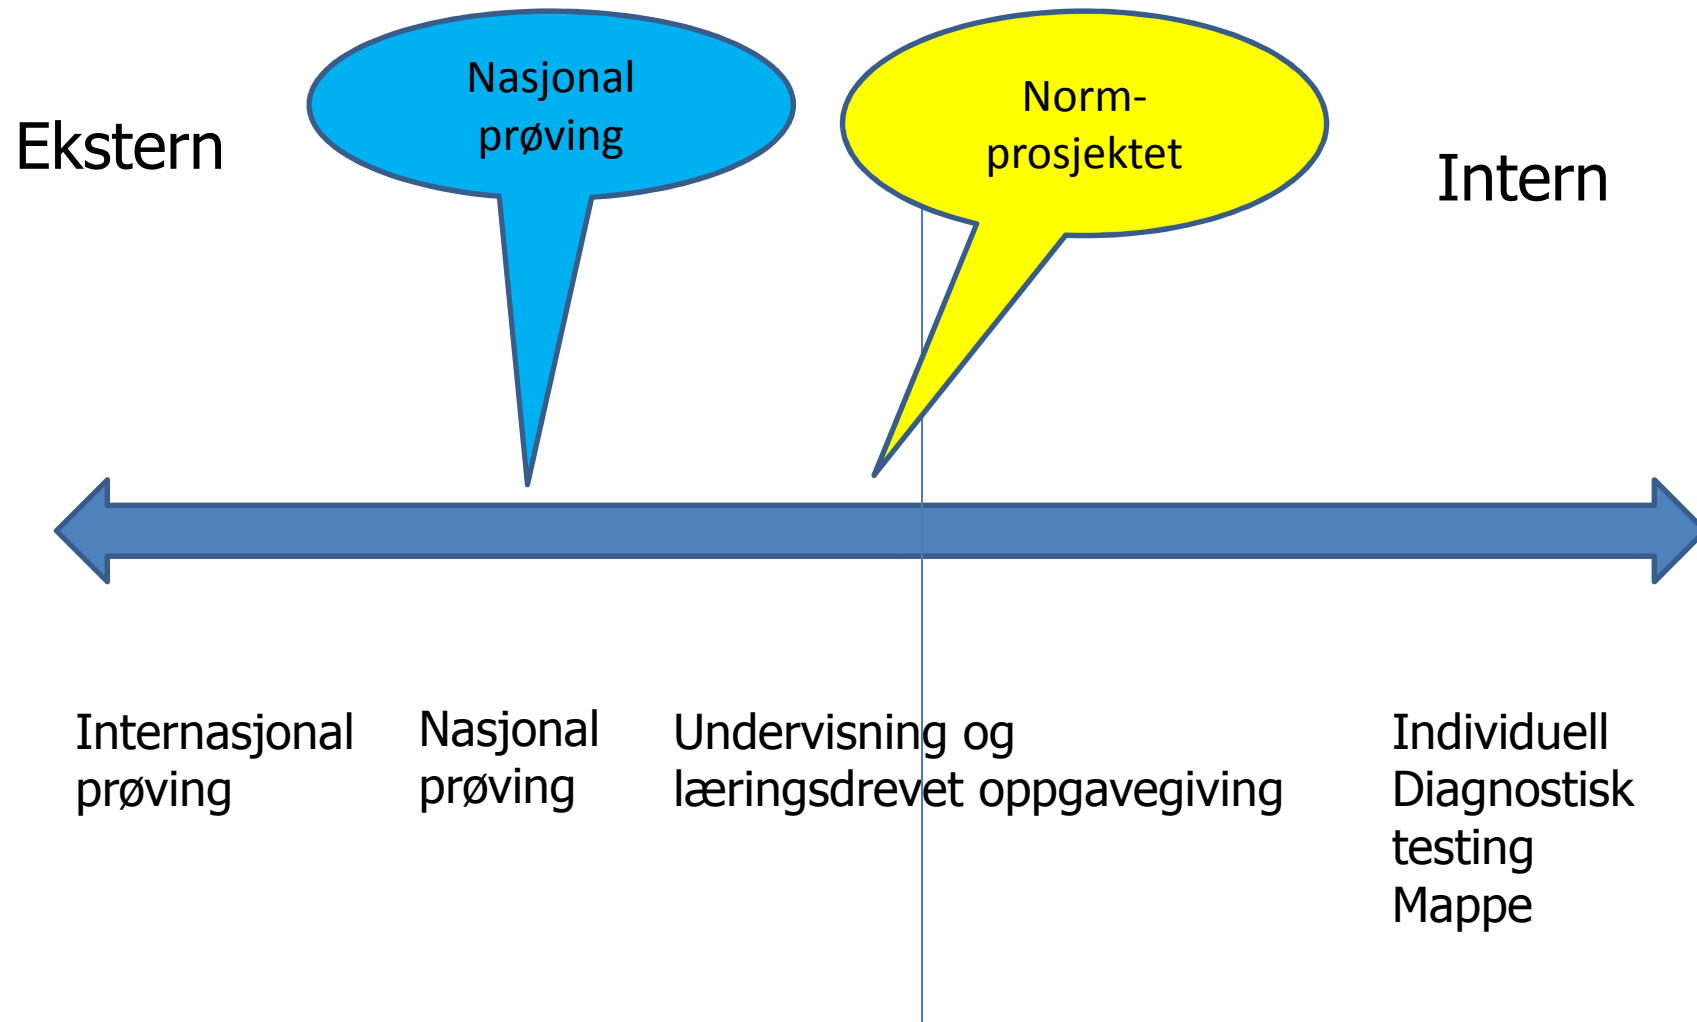 Ekstern
Nasjonal
prøving
Norm-
prosjektet
Intern
Internasjonal
prøving
Nasjonal
prøving
Undervisning og
læringsdrevet oppgavegiving
Individuell
Diagnostisk
testing
Mappe